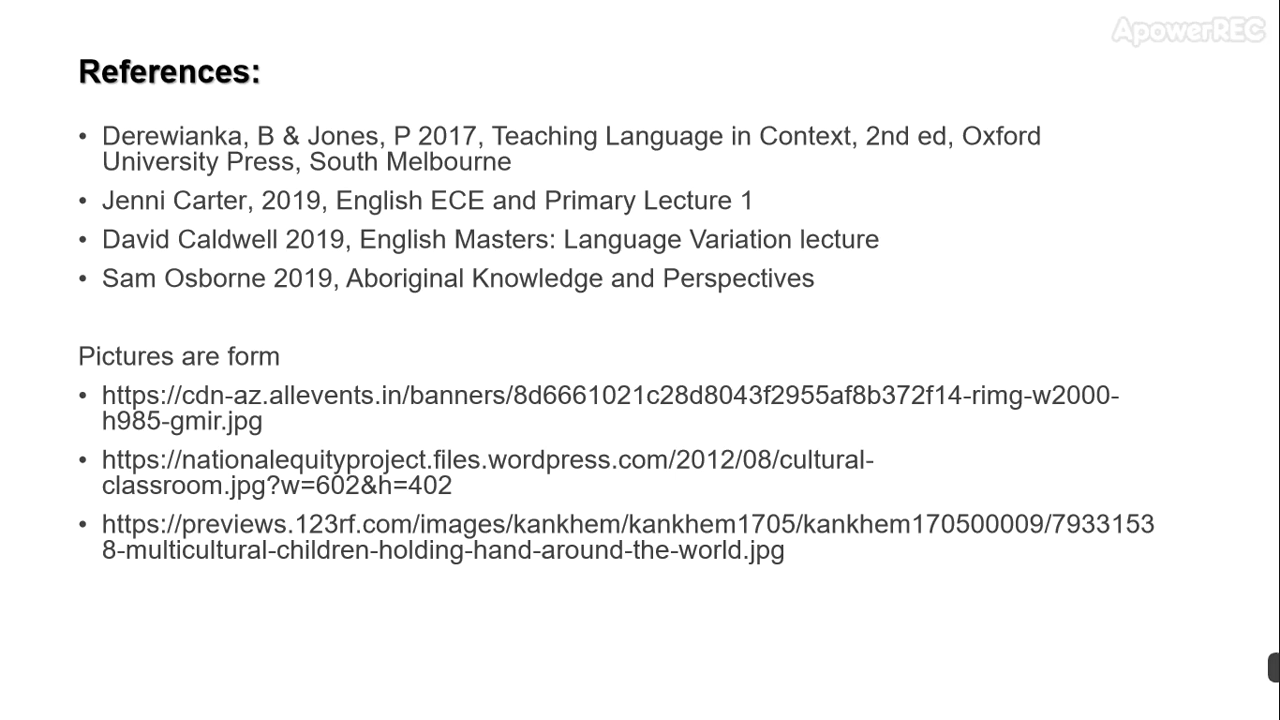 ApowerREC
References:
• Derewianka, B & Jones, P 2017, Teaching Language in Context, 2nd ed, Oxford
University Press, South Melbourne
• Jenni Carter, 2019, English ECE and Primary Lecture 1
• David Caldwell 2019, English Masters: Language Variation lecture
• Sam Osborne 2019, Aboriginal Knowledge and Perspectives
Pictures are form
• https://cdn-az.allevents.in/banners/8d6661021c28d8043f2955af8b372f14-rimg-w2000-
h985-gmir.jpg
• https://nationalequityproject.files.wordpress.com/2012/08/cultural-
classroom.jpg?w=602&h=402
• https://previews.123rf.com/images/kankhem/kankhem1705/kankhem170500009/7933153
8-multicultural-children-holding-hand-around-the-world.jpg